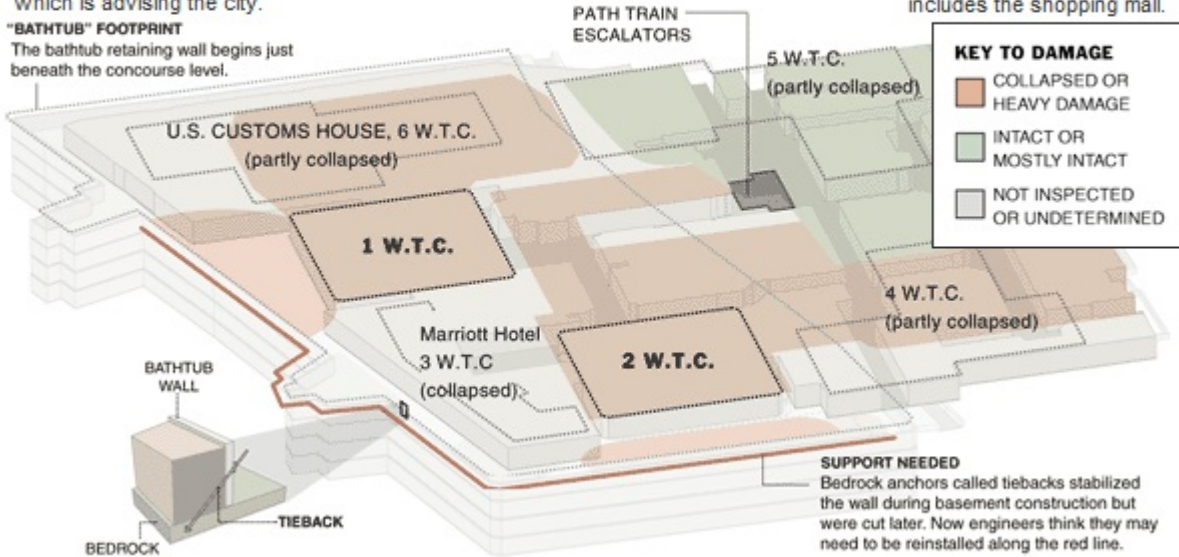 which is advising the city.
includes the shopping mall.
"BATHTUB" FOOTPRINT
The bathtub retaining wall begins just
beneath the concourse level.
PATH TRAIN
ESCALATORS
5 W.T.C.
(partly collapsed)
KEY TO DAMAGE
COLLAPSED OR
HEAVY DAMAGE
INTACT OR
MOSTLY INTACT
NOT INSPECTED
OR UNDETERMINED
U.S. CUSTOMS HOUSE, 6 W.T.C.
(partly collapsed)
1 W.T.C.
Marriott Hotel
3 W.T.C
(collapsed)
2 W.T.C.
4 W.T.C.
(partly collapsed)
BATHTUB
WALL
TIEBACK
BEDROCK
SUPPORT NEEDED
Bedrock anchors called tiebacks stabilized
the wall during basement construction but
were cut later. Now engineers think they may
need to be reinstalled along the red line.